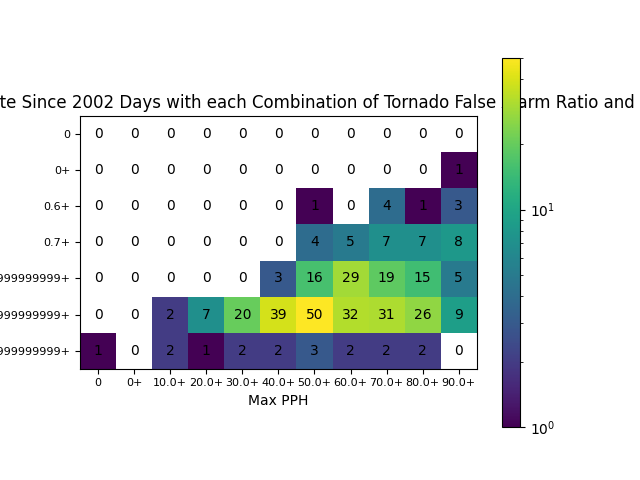 te Since 2002 Days with each Combination of Tornado False arm Ratio and
0 0 0 0 0 0 0 0 0 0 0 0
0+ 0 0 0 0 0 0 0 0 0 0 1
0.6+ 0 0 0 0 0 0 1 0 4 1 3
0.7+ 0 0 0 0 0 0 4 5 7 7 8
999999999+ 0 0 0 0 0 3 16 29 19 15 5
999999999+ 0 0 2 7 20 39 50 32 31 26 9
999999999+ 1 0 2 1 2 2 3 2 2 2 0
0 0+ 10.0+ 20.0+ 30.0+ 40.0+ 50.0+ 60.0+ 70.0+ 80.0+ 90.0+
Max PPH
10¹
10⁰